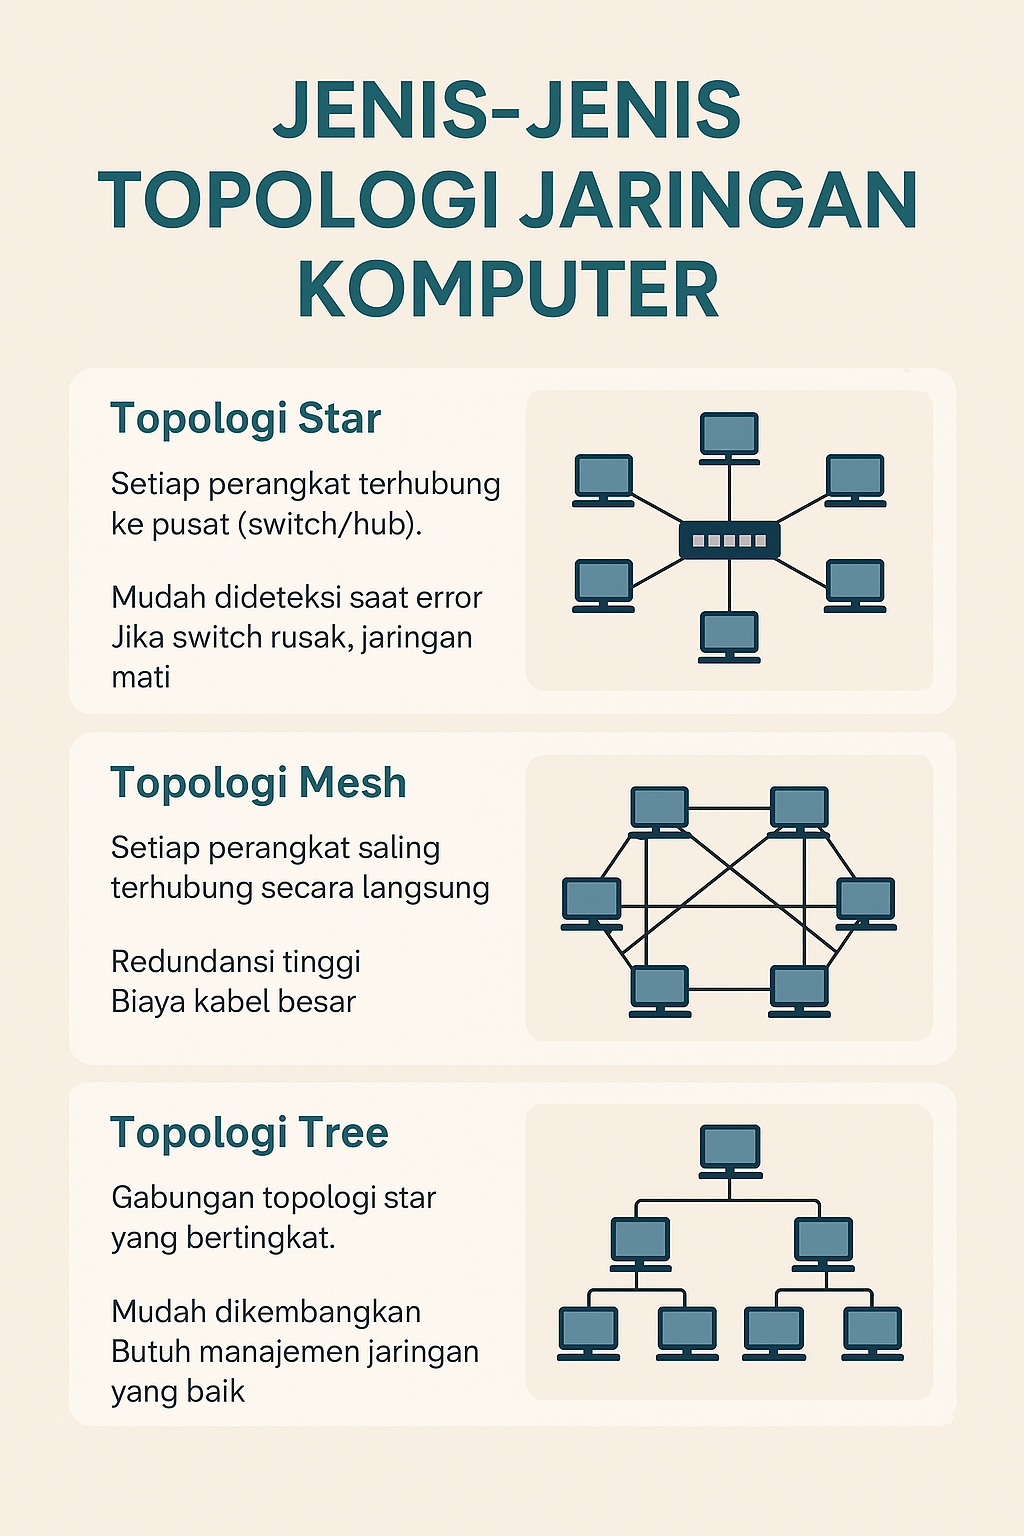 JENIS-JENIS
TOPOLOGI JARINGAN
KOMPUTER
Topologi Star
Setiap perangkat terhubung
ke pusat (switch/hub).
Mudah dideteksi saat error
Jika switch rusak, jaringan
mati
Topologi Mesh
Setiap perangkat saling
terhubung secara langsung
Redundansi tinggi
Biaya kabel besar
Topologi Tree
Gabungan topologi star
yang bertingkat.
Mudah dikembangkan
Butuh manajemen jaringan
yang baik